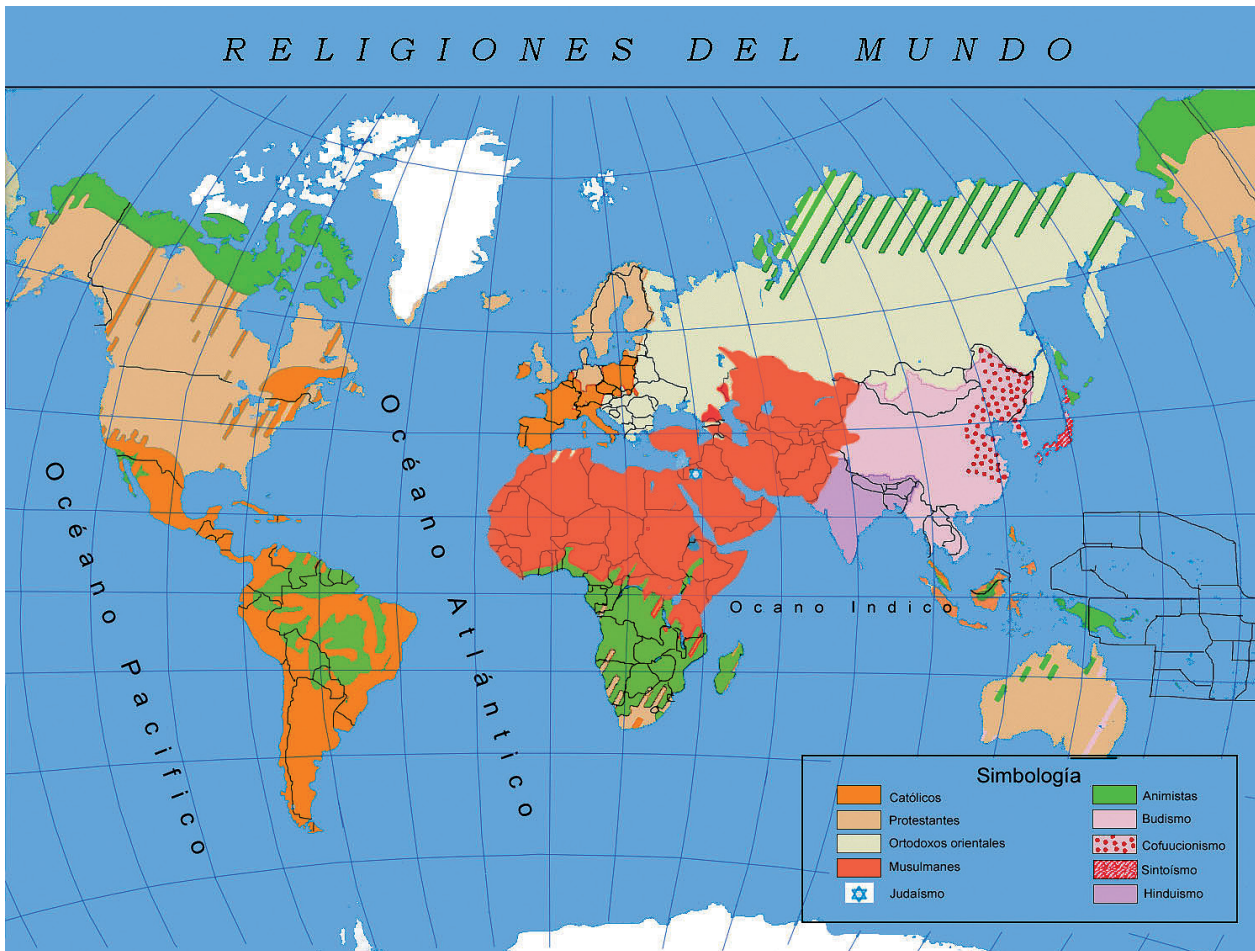 RELIGIONES DEL MUNDO
Océano Pacifico
Océano Atlántico
Ocano Indico
Simbología
Católicos
Protestantes
Ortodoxos orientales
Musulmanes
Judaísmo
Animistas
Budismo
Cofuucionismo
Sintoísmo
Hinduismo